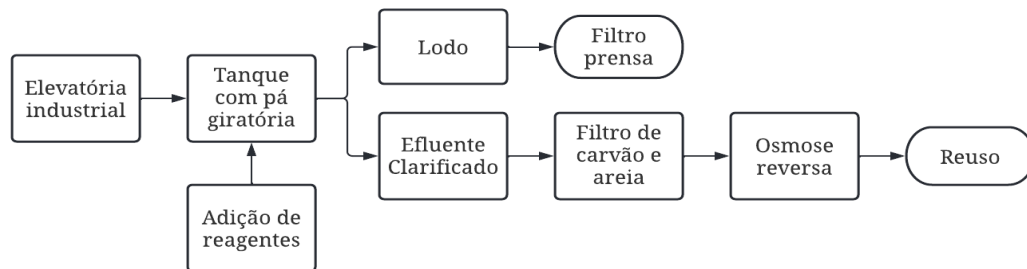 Elevatória
industrial
Tanque
com pá
giratória
Adição de
reagentes
Lodo
Filtro
prensa
Efluente
Clarificado
Filtro de
carvão e
areia
Osmose
reversa
Reuso